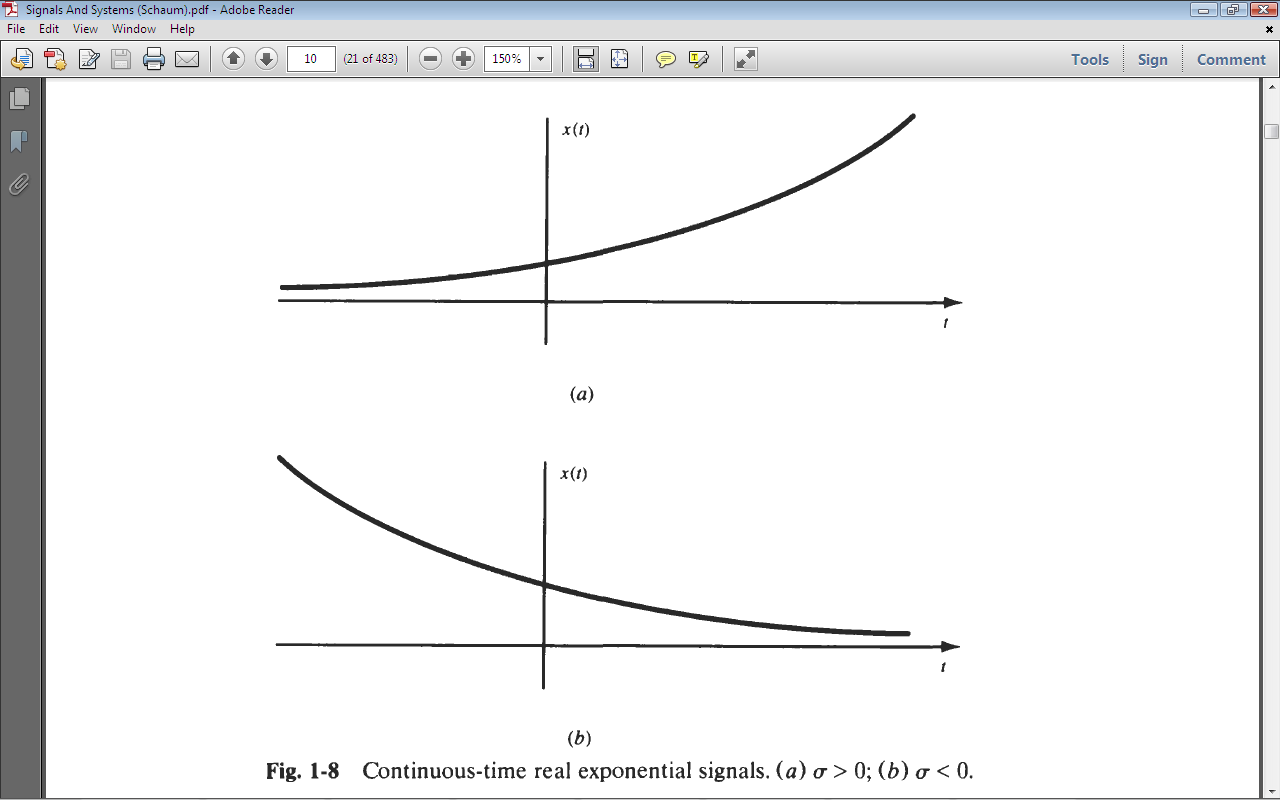 Signals And Systems (Schaum).pdf - Adobe Reader
File Edit View Window Help
10 (21 of 483) 150% Tools Sign Comment
x(t)
t
(a)
x(t)
t
(b)
Fig. 1-8 Continuous-time real exponential signals. (a) σ > 0; (b) σ < 0.